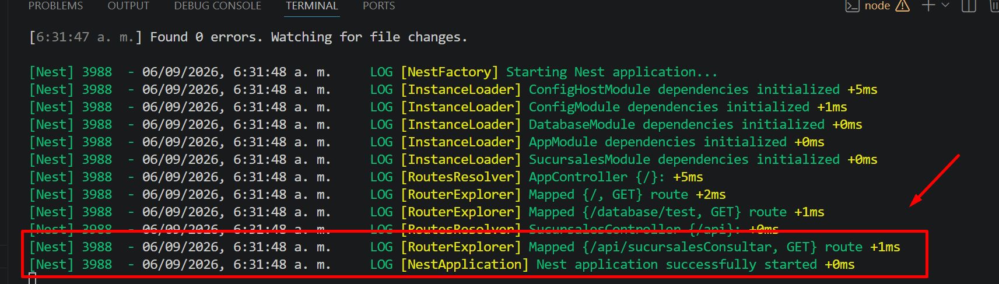 PROBLEMS OUTPUT DEBUG CONSOLE TERMINAL PORTS node
[6:31:47 a. m.] Found 0 errors. Watching for file changes.
[Nest] 3988 - 06/09/2026, 6:31:48 a. m. LOG [NestFactory] Starting Nest application...
[Nest] 3988 - 06/09/2026, 6:31:48 a. m. LOG [InstanceLoader] ConfigHostModule dependencies initialized +5ms
[Nest] 3988 - 06/09/2026, 6:31:48 a. m. LOG [InstanceLoader] ConfigModule dependencies initialized +1ms
[Nest] 3988 - 06/09/2026, 6:31:48 a. m. LOG [InstanceLoader] DatabaseModule dependencies initialized +0ms
[Nest] 3988 - 06/09/2026, 6:31:48 a. m. LOG [InstanceLoader] AppModule dependencies initialized +0ms
[Nest] 3988 - 06/09/2026, 6:31:48 a. m. LOG [InstanceLoader] SucursalesModule dependencies initialized +0ms
[Nest] 3988 - 06/09/2026, 6:31:48 a. m. LOG [RoutesResolver] AppController {/}: +5ms
[Nest] 3988 - 06/09/2026, 6:31:48 a. m. LOG [RouterExplorer] Mapped {/, GET} route +2ms
[Nest] 3988 - 06/09/2026, 6:31:48 a. m. LOG [RouterExplorer] Mapped {/database/test, GET} route +1ms
[Nest] 3988 - 06/09/2026, 6:31:48 a. m. LOG [RoutesResolver] SucursalesController {/api}: +0ms
[Nest] 3988 - 06/09/2026, 6:31:48 a. m. LOG [RouterExplorer] Mapped {/api/sucursalesConsultar, GET} route +1ms
[Nest] 3988 - 06/09/2026, 6:31:48 a. m. LOG [NestApplication] Nest application successfully started +0ms